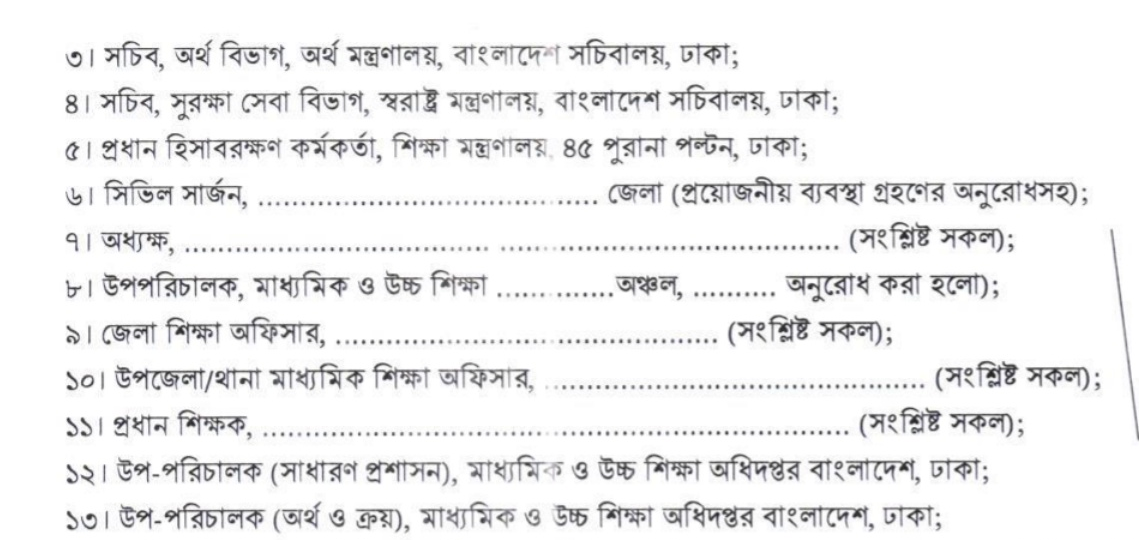 ৩। সচিব, অর্থ বিভাগ, অর্থ মন্ত্রণালয়, বাংলাদেশ সচিবালয়, ঢাকা;
৪। সচিব, সুরক্ষা সেবা বিভাগ, স্বরাষ্ট্র মন্ত্রণালয়, বাংলাদেশ সচিবালয়, ঢাকা;
৫। প্রধান হিসাবরক্ষণ কর্মকর্তা, শিক্ষা মন্ত্রণালয়, ৪৫ পুরানা পল্টন, ঢাকা;
৬। সিভিল সার্জন, ........................................ জেলা (প্রয়োজনীয় ব্যবস্থা গ্রহণের অনুরোধসহ);
৭। অধ্যক্ষ, .................................... ........................................ (সংশ্লিষ্ট সকল);
৮। উপপরিচালক, মাধ্যমিক ও উচ্চ শিক্ষা ..............অঞ্চল, .......... অনুরোধ করা হলো);
৯। জেলা শিক্ষা অফিসার, ............................................. (সংশ্লিষ্ট সকল);
১০। উপজেলা/থানা মাধ্যমিক শিক্ষা অফিসার, ............................................. (সংশ্লিষ্ট সকল);
১১। প্রধান শিক্ষক, ...................................................................... (সংশ্লিষ্ট সকল);
১২। উপ-পরিচালক (সাধারণ প্রশাসন), মাধ্যমিক ও উচ্চ শিক্ষা অধিদপ্তর বাংলাদেশ, ঢাকা;
১৩। উপ-পরিচালক (অর্থ ও ক্রয়), মাধ্যমিক ও উচ্চ শিক্ষা অধিদপ্তর বাংলাদেশ, ঢাকা;